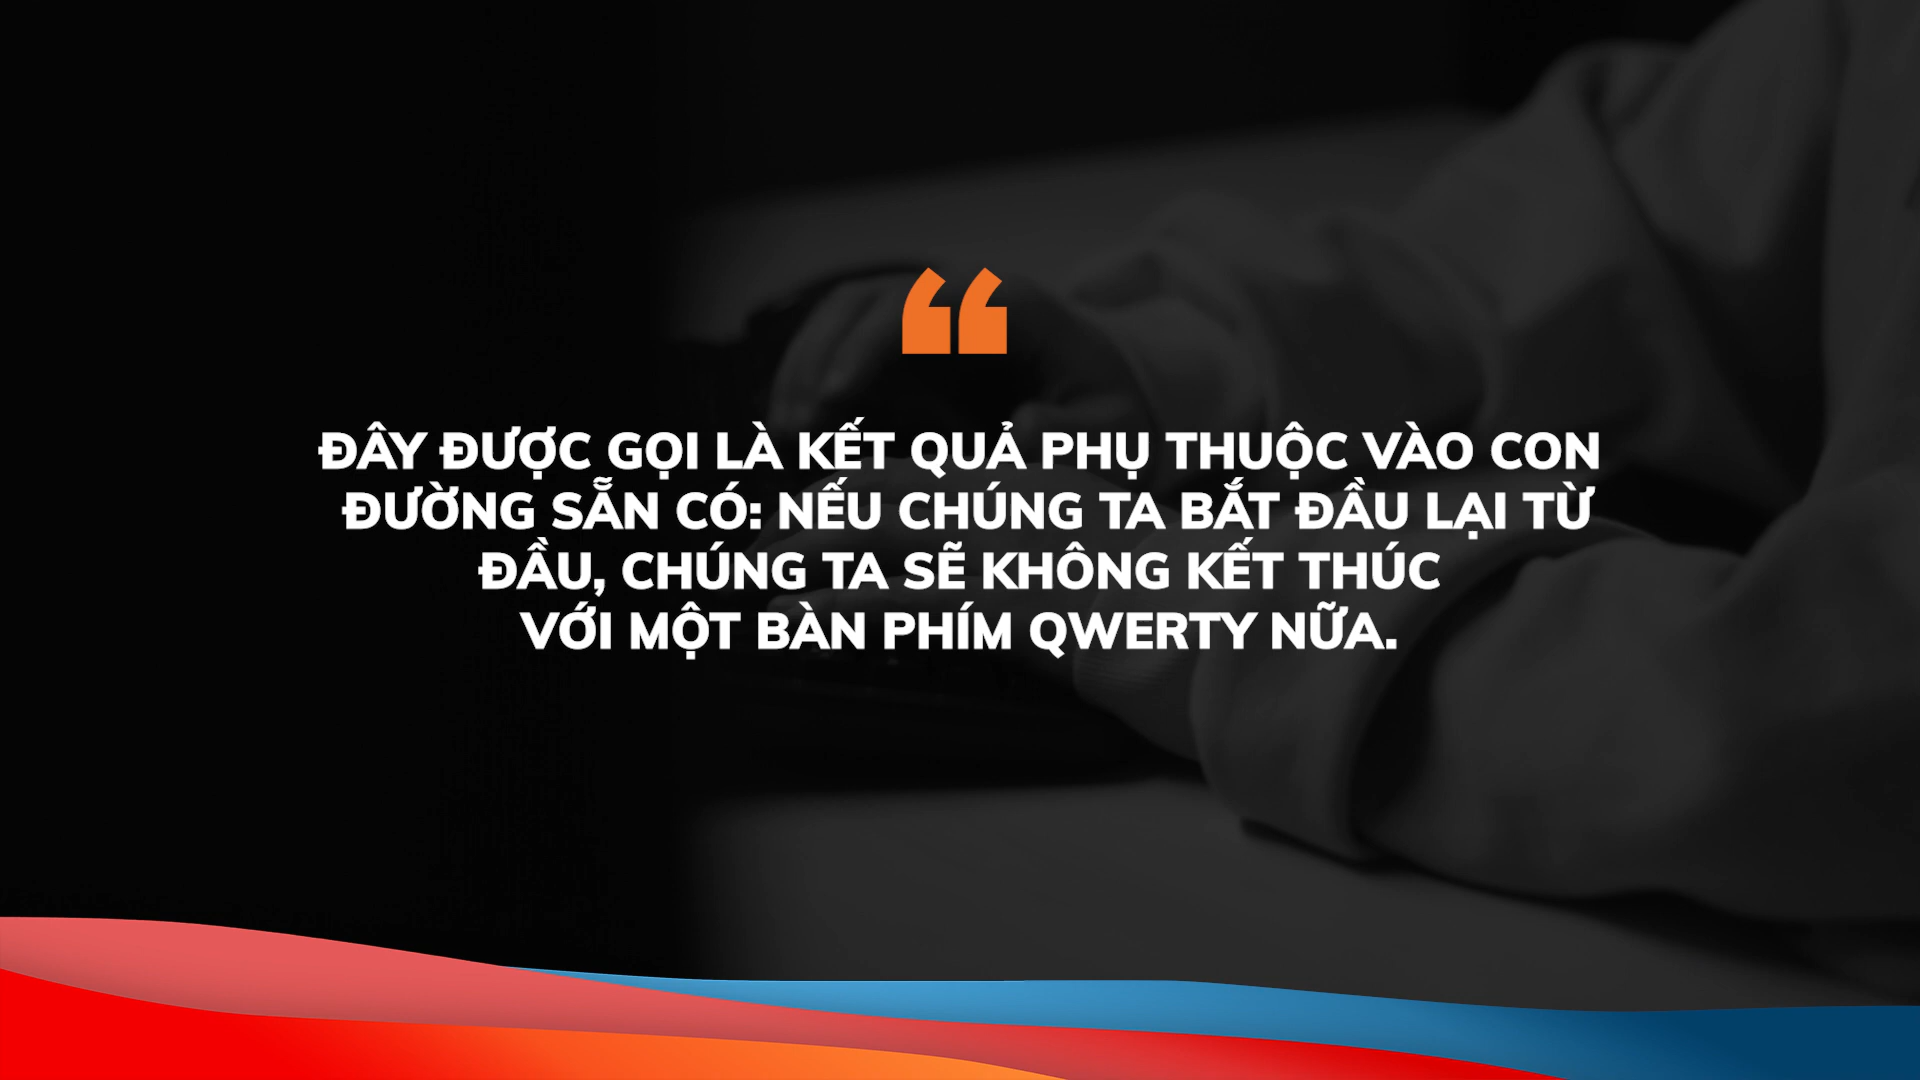 “
ĐÂY ĐƯỢC GỌI LÀ KẾT QUẢ PHỤ THUỘC VÀO CON
ĐƯỜNG SẴN CÓ: NẾU CHÚNG TA BẮT ĐẦU LẠI TỪ
ĐẦU, CHÚNG TA SẼ KHÔNG KẾT THÚC
VỚI MỘT BÀN PHÍM QWERTY NỮA.